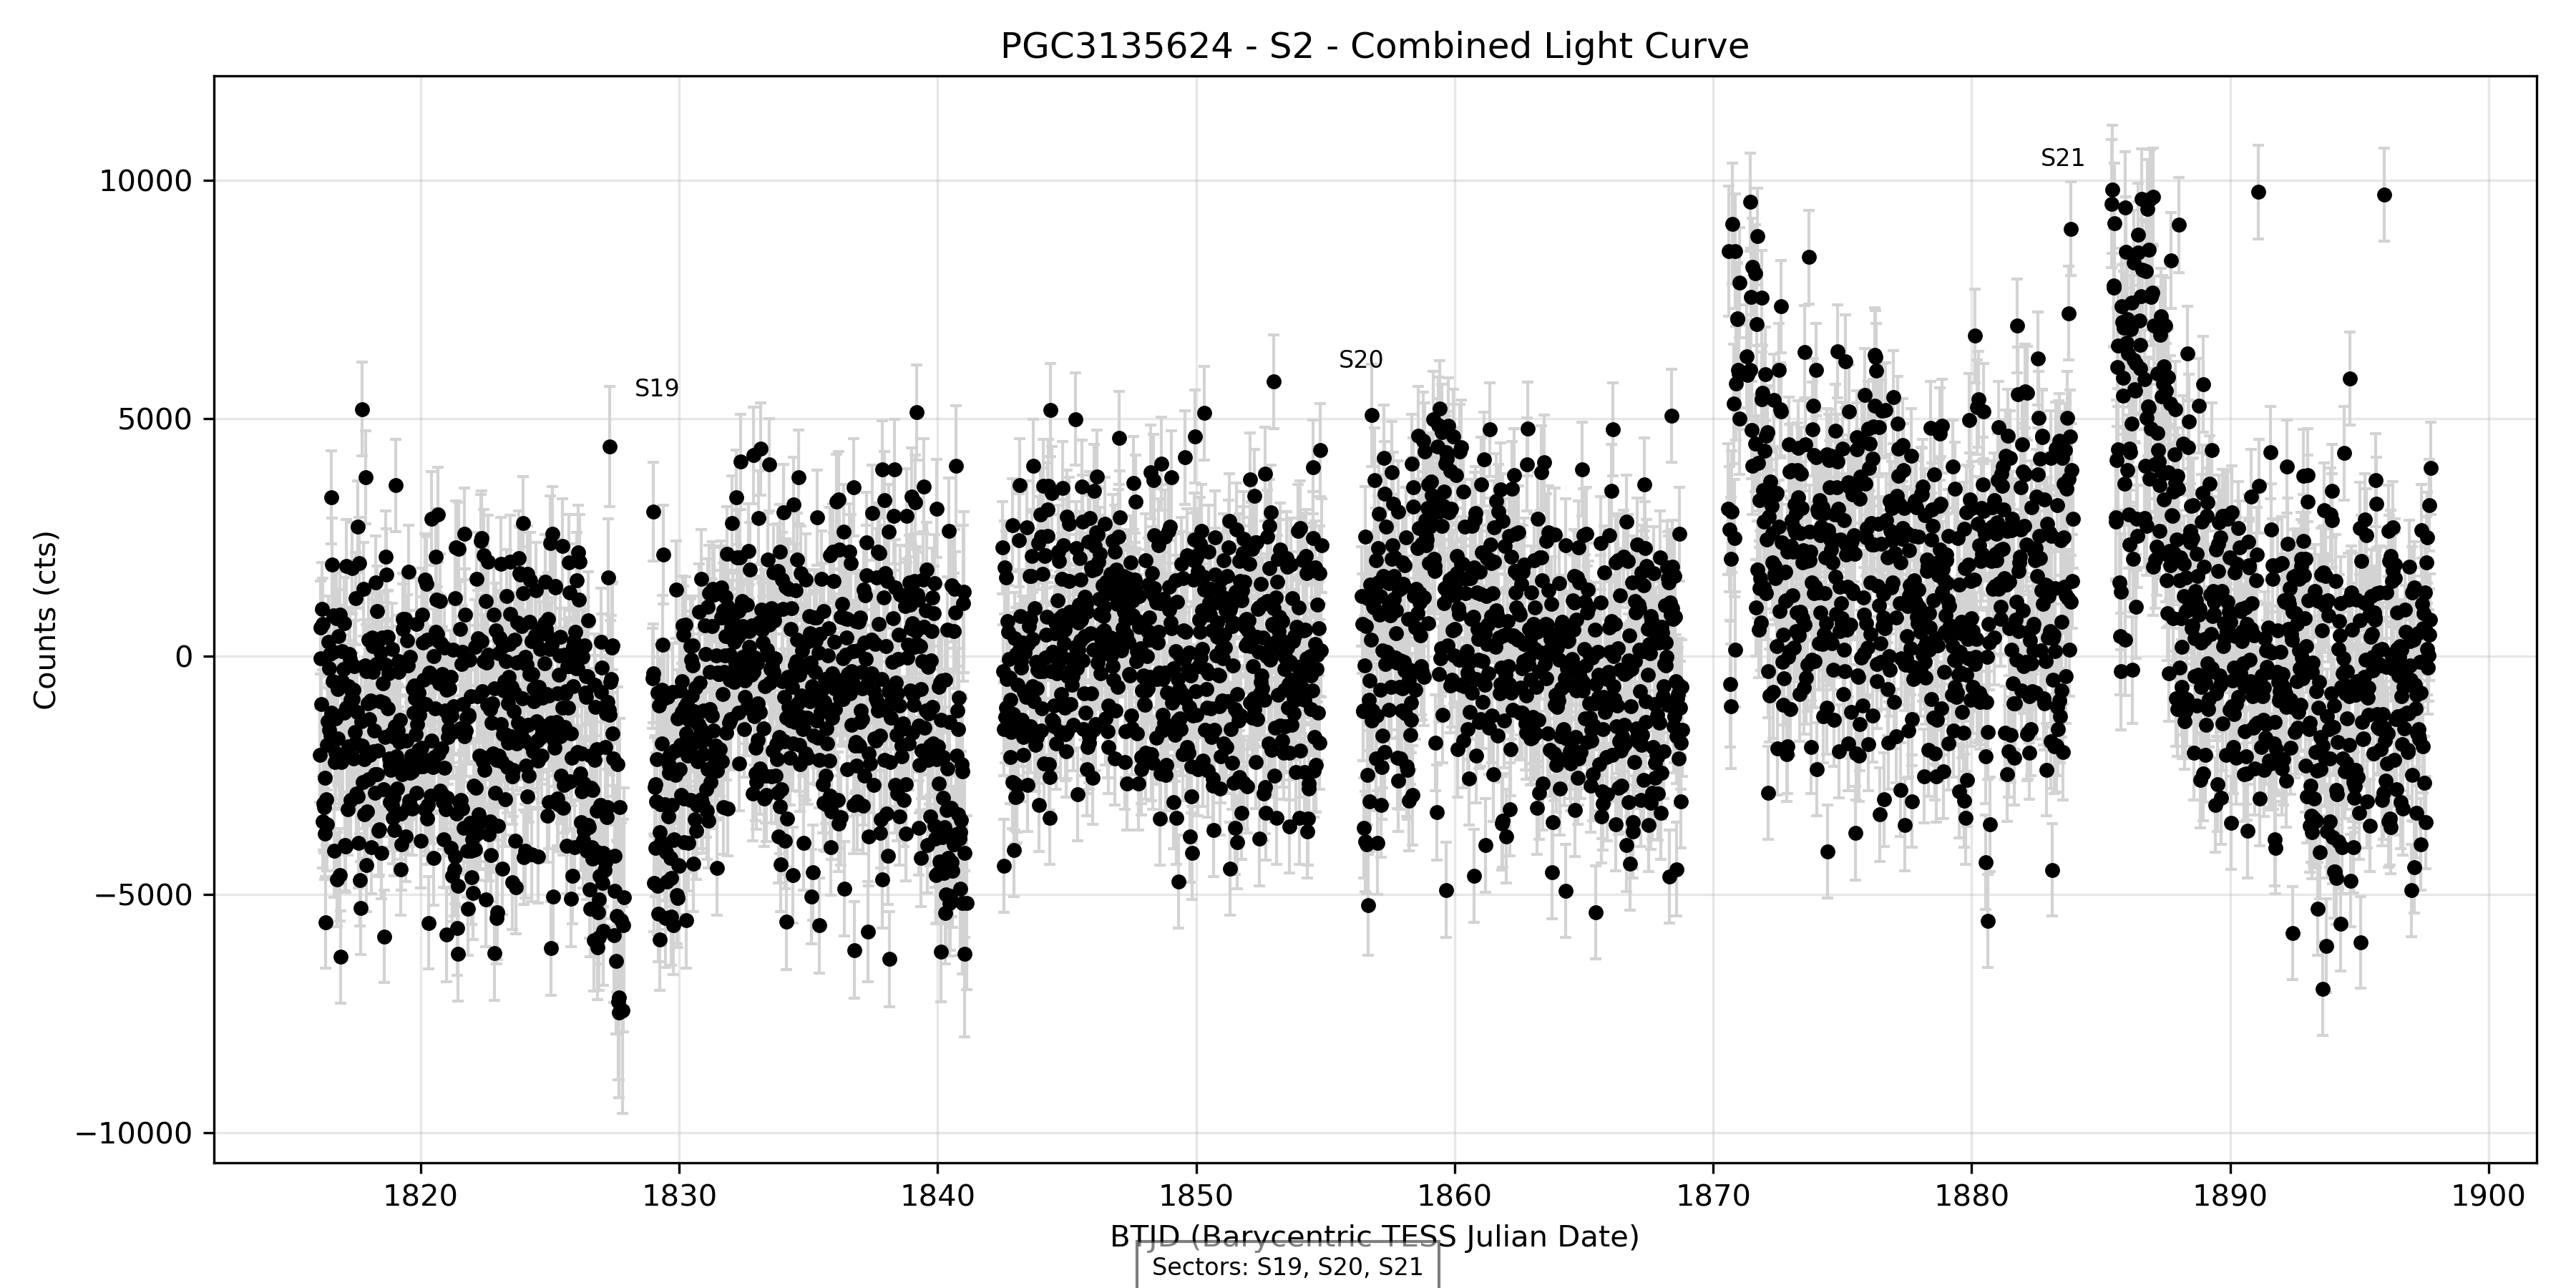 PGC3135624 - S2 - Combined Light Curve
S21
10000
S20
S19
5000
Counts (cts)
0
−5000
−10000
1820 1830 1840 1850 1860 1870 1880 1890 1900
BTJD (Barycentric TESS Julian Date)
Sectors: S19, S20, S21